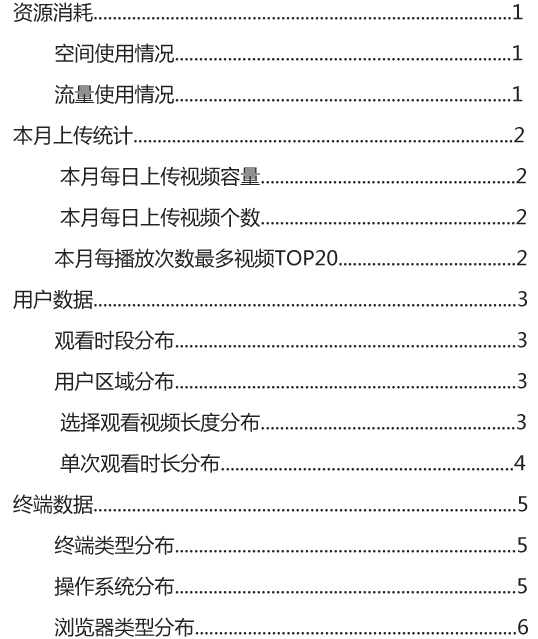 资源消耗........................................................................................1
空间使用情况.......................................................................1
流量使用情况.......................................................................1
本月上传统计................................................................................2
本月每日上传视频容量......................................................2
本月每日上传视频个数......................................................2
本月每播放次数最多视频TOP20......................................2
用户数据.........................................................................................3
观看时段分布........................................................................3
用户区域分布........................................................................3
选择观看视频长度分布......................................................3
单次观看时长分布..............................................................4
终端数据.........................................................................................5
终端类型分布........................................................................5
操作系统分布........................................................................5
浏览器类型分布....................................................................6